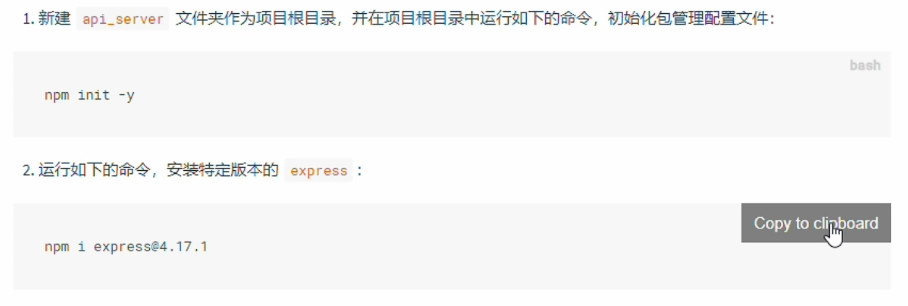 1. 新建 api_server 文件夹作为项目根目录，并在项目根目录中运行如下的命令，初始化包管理配置文件：
bash
npm init -y
2. 运行如下的命令，安装特定版本的 express ：
Copy to clipboard
npm i express@4.17.1